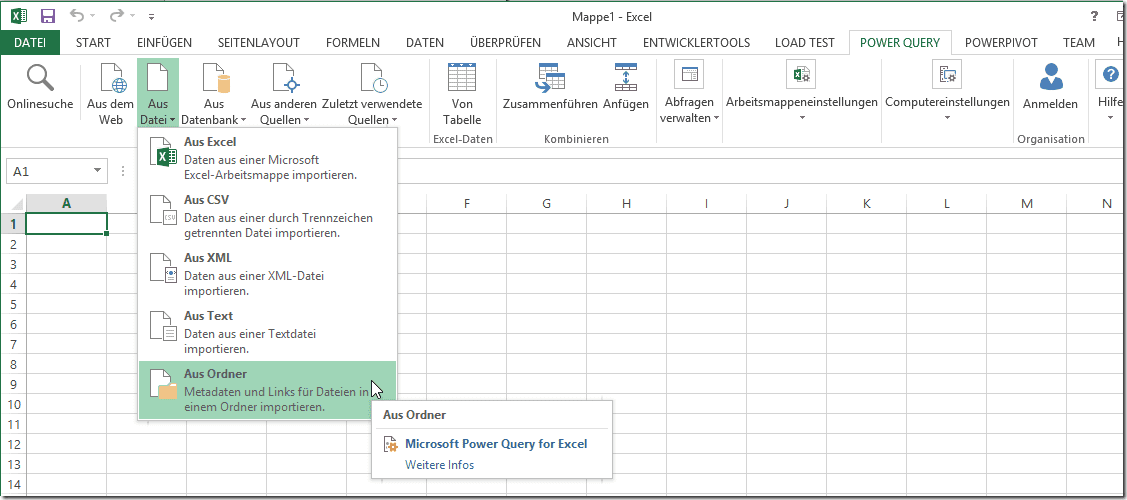 Mappe1 - Excel
?
DATEI START EINFÜGEN SEITENLAYOUT FORMELN DATEN ÜBERPRÜFEN ANSICHT ENTWICKLERTOOLS LOAD TEST POWER QUERY POWERPIVOT TEAM
Onlinesuche
Aus dem
Web
Aus
Datei
Aus
Datenbank
Aus anderen
Quellen
Zuletzt verwendete
Quellen
Von
Tabelle
Excel-Daten
Zusammenführen
Anfügen
Kombinieren
Abfragen
verwalten
Arbeitsmappeneinstellungen
Computereinstellungen
Anmelden
Organisation
Hilfe
A1
Aus Excel
Daten aus einer Microsoft
Excel-Arbeitsmappe importieren.
Aus CSV
CSV
Daten aus einer durch Trennzeichen
getrennten Datei importieren.
Aus XML
Daten aus einer XML-Datei
importieren.
Aus Text
Daten aus einer Textdatei
importieren.
Aus Ordner
Metadaten und Links für Dateien in
einem Ordner importieren.
Aus Ordner
Microsoft Power Query for Excel
Weitere Infos
A F G H I J K L M N
1
2
3
4
5
6
7
8
9
10
11
12
13
14